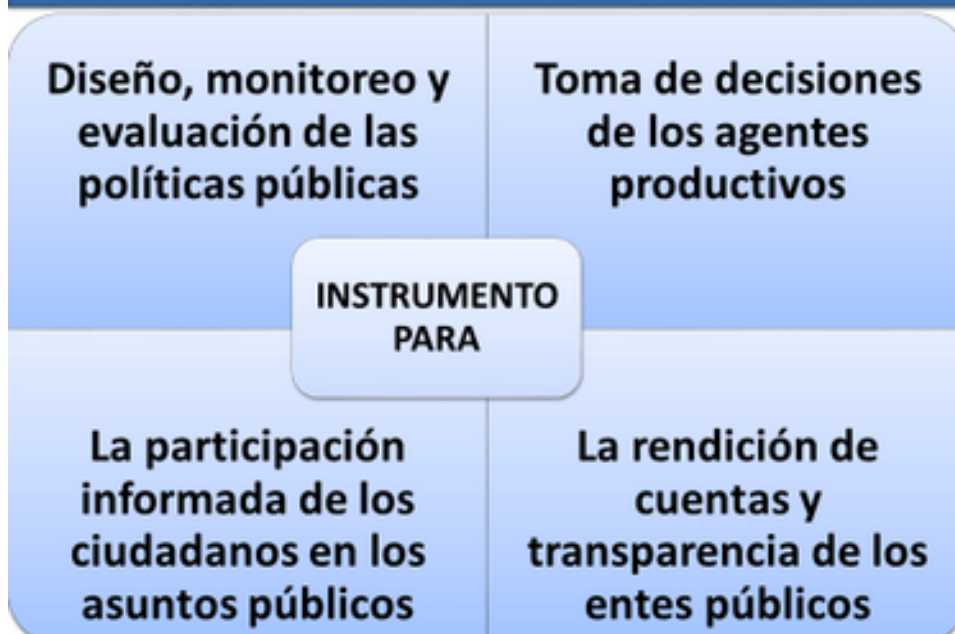 Diseño, monitoreo y
evaluación de las
políticas públicas
Toma de decisiones
de los agentes
productivos
INSTRUMENTO
PARA
La participación
informada de los
ciudadanos en los
asuntos públicos
La rendición de
cuentas y
transparencia de los
entes públicos